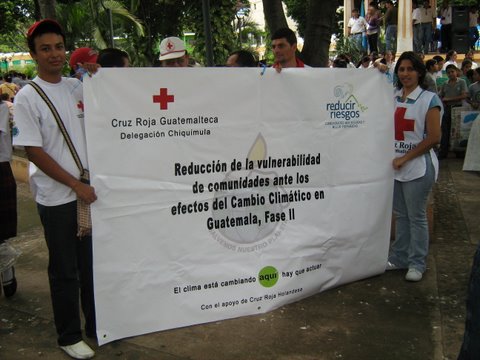 Cruz Roja Guatemalteca
Delegación Chiquimula
reducir
riesgos
Reducción de la vulnerabilidad
de comunidades ante los
efectos del Cambio Climático en
Guatemala, Fase II
El clima está cambiando aquí hay que actuar
Con el apoyo de Cruz Roja Holandesa
Cruz Roja